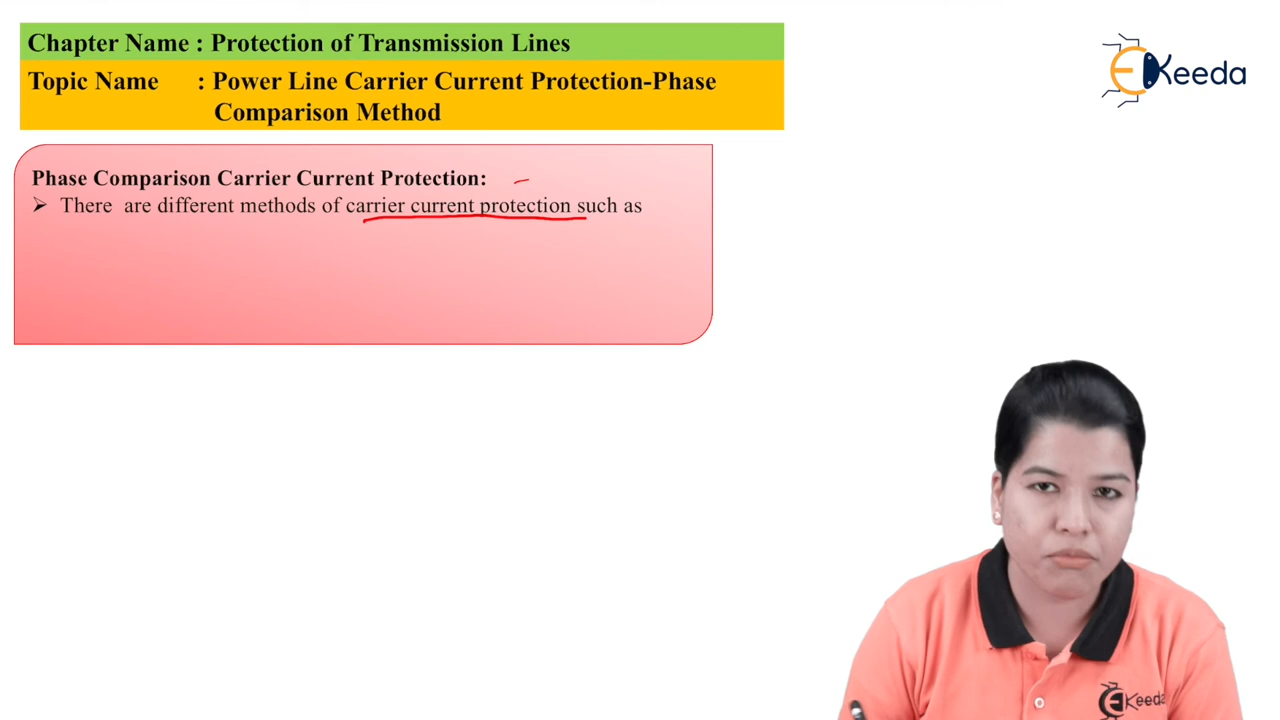 Chapter Name : Protection of Transmission Lines
Topic Name : Power Line Carrier Current Protection-Phase
Comparison Method
Keeda
Phase Comparison Carrier Current Protection:
➢ There are different methods of carrier current protection such as
Keeda